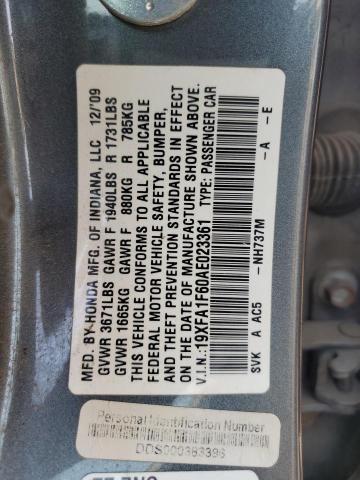 MFD. BY HONDA MFG. OF INDIANA, LLC 12/'09
GVWR 3671LBS GAWR F 1940LBS R 1731LBS
GVWR 1665KG GAWR F 880KG R 785KG
THIS VEHICLE CONFORMS TO ALL APPLICABLE
FEDERAL MOTOR VEHICLE SAFETY, BUMPER,
AND THEFT PREVENTION STANDARDS IN EFFECT
ON THE DATE OF MANUFACTURE SHOWN ABOVE.
V.I.N.: 19XFA1F60AE023361 TYPE: PASSENGER CAR
SVK A AC5 -NH737M -A -E
Personal Identification Number
DDS000383396